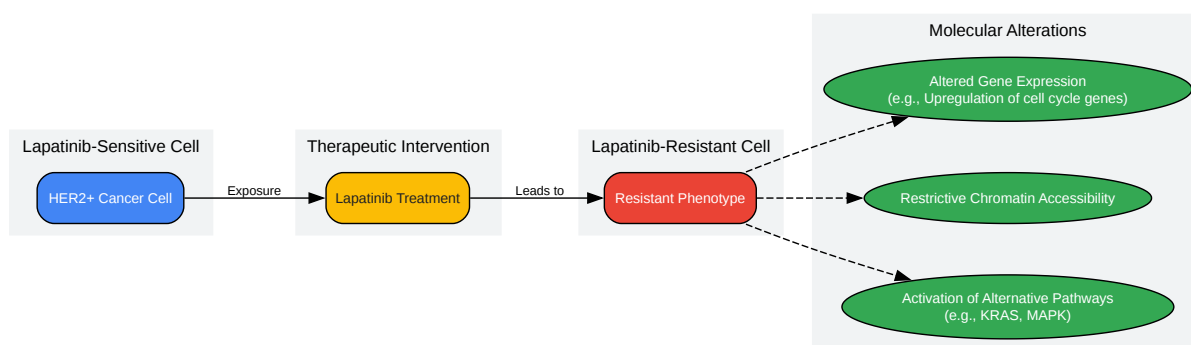 Lapatinib-Sensitive Cell
HER2+ Cancer Cell
Exposure
Therapeutic Intervention
Lapatinib Treatment
Leads to
Lapatinib-Resistant Cell
Resistant Phenotype
Molecular Alterations
Altered Gene Expression
(e.g., Upregulation of cell cycle genes)
Restrictive Chromatin Accessibility
Activation of Alternative Pathways
(e.g., KRAS, MAPK)